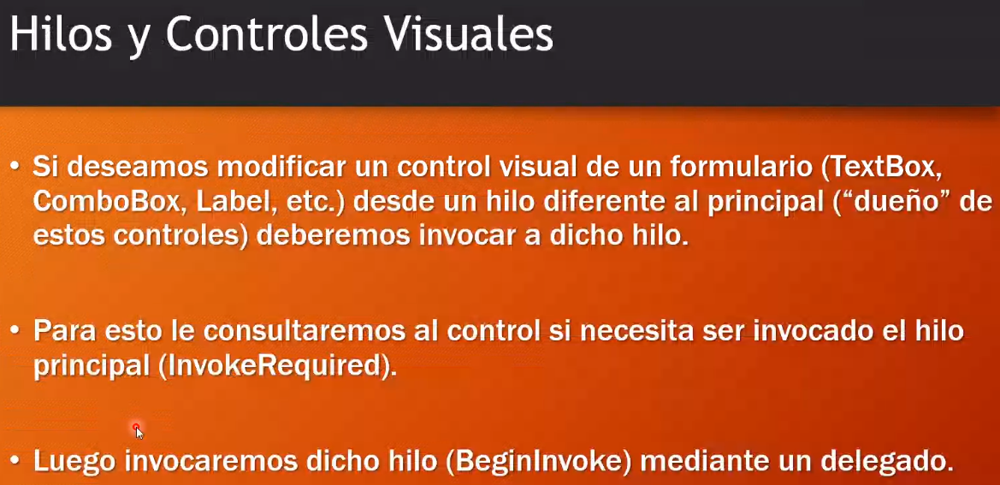 Hilos y Controles Visuales
• Si deseamos modificar un control visual de un formulario (TextBox,
ComboBox, Label, etc.) desde un hilo diferente al principal (“dueño” de
estos controles) deberemos invocar a dicho hilo.
• Para esto le consultaremos al control si necesita ser invocado el hilo
principal (InvokeRequired).
• Luego invocaremos dicho hilo (BeginInvoke) mediante un delegado.